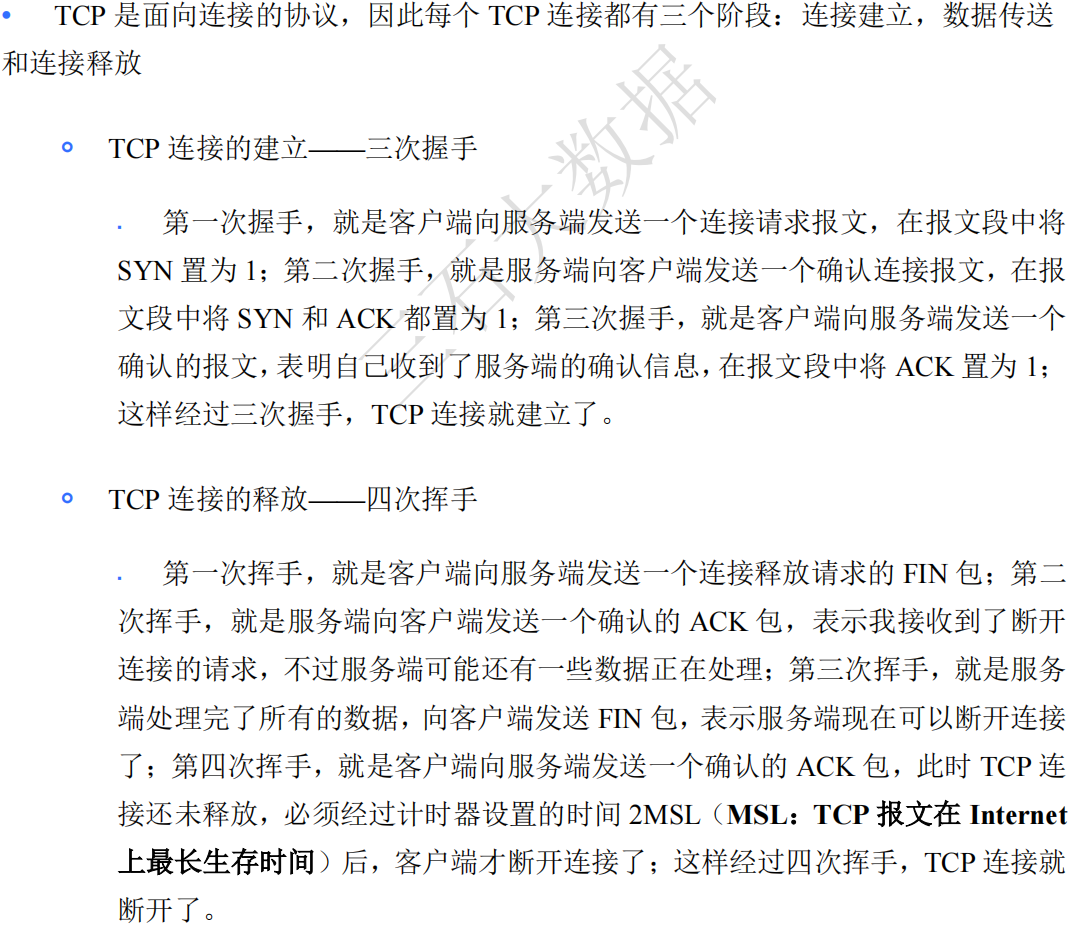 • TCP 是面向连接的协议，因此每个 TCP 连接都有三个阶段：连接建立，数据传送
和连接释放
TCP 连接的建立——三次握手
第一次握手，就是客户端向服务端发送一个连接请求报文，在报文段中将
SYN 置为 1；第二次握手，就是服务端向客户端发送一个确认连接报文，在报
文段中将 SYN 和 ACK 都置为 1；第三次握手，就是客户端向服务端发送一个
确认的报文，表明自己收到了服务端的确认信息，在报文段中将 ACK 置为 1；
这样经过三次握手，TCP 连接就建立了。
TCP 连接的释放——四次挥手
第一次挥手，就是客户端向服务端发送一个连接释放请求的 FIN 包；第二
次挥手，就是服务端向客户端发送一个确认的 ACK 包，表示我接收到了断开
连接的请求，不过服务端可能还有一些数据正在处理；第三次挥手，就是服务
端处理完了所有的数据，向客户端发送 FIN 包，表示服务端现在可以断开连接
了；第四次挥手，就是客户端向服务端发送一个确认的 ACK 包，此时 TCP 连
接还未释放，必须经过计时器设置的时间 2MSL（MSL：TCP 报文在 Internet
上最长生存时间）后，客户端才断开连接了；这样经过四次挥手，TCP 连接就
断开了。
三石大数据